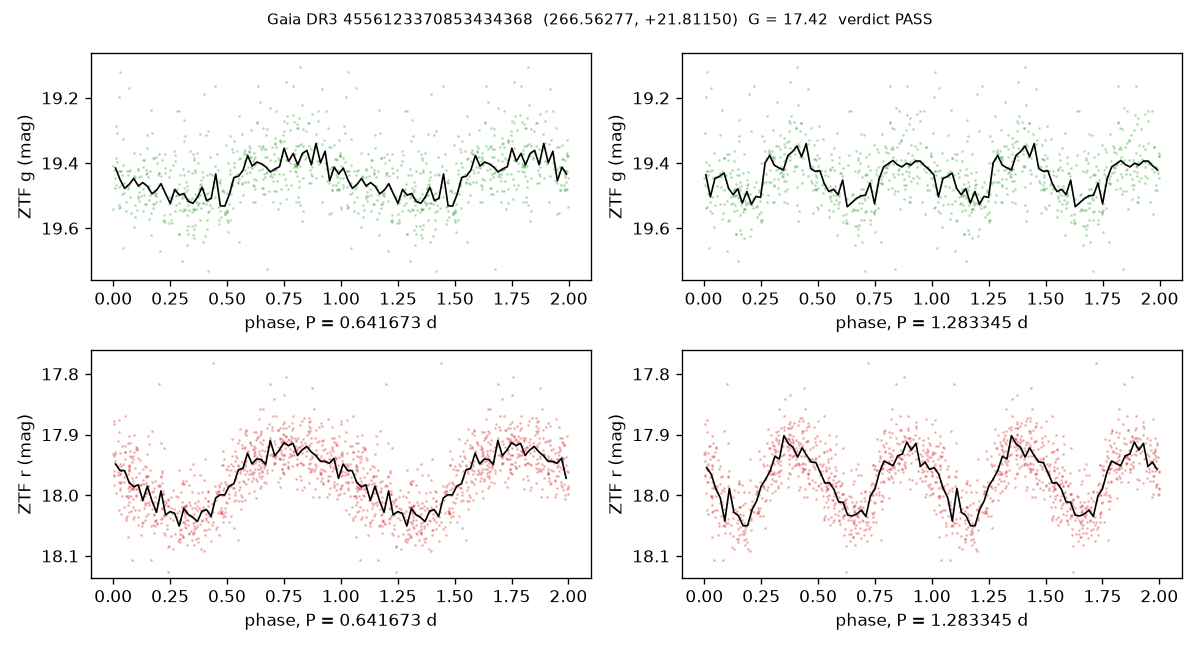 Gaia DR3 4556123370853434368 (266.56277, +21.81150) G = 17.42 verdict PASS
ZTF g (mag)
19.2
19.4
19.6
0.00 0.25 0.50 0.75 1.00 1.25 1.50 1.75 2.00
phase, P = 0.641673 d
ZTF g (mag)
19.2
19.4
19.6
0.00 0.25 0.50 0.75 1.00 1.25 1.50 1.75 2.00
phase, P = 1.283345 d
ZTF r (mag)
17.8
17.9
18.0
18.1
0.00 0.25 0.50 0.75 1.00 1.25 1.50 1.75 2.00
phase, P = 0.641673 d
ZTF r (mag)
17.8
17.9
18.0
18.1
0.00 0.25 0.50 0.75 1.00 1.25 1.50 1.75 2.00
phase, P = 1.283345 d